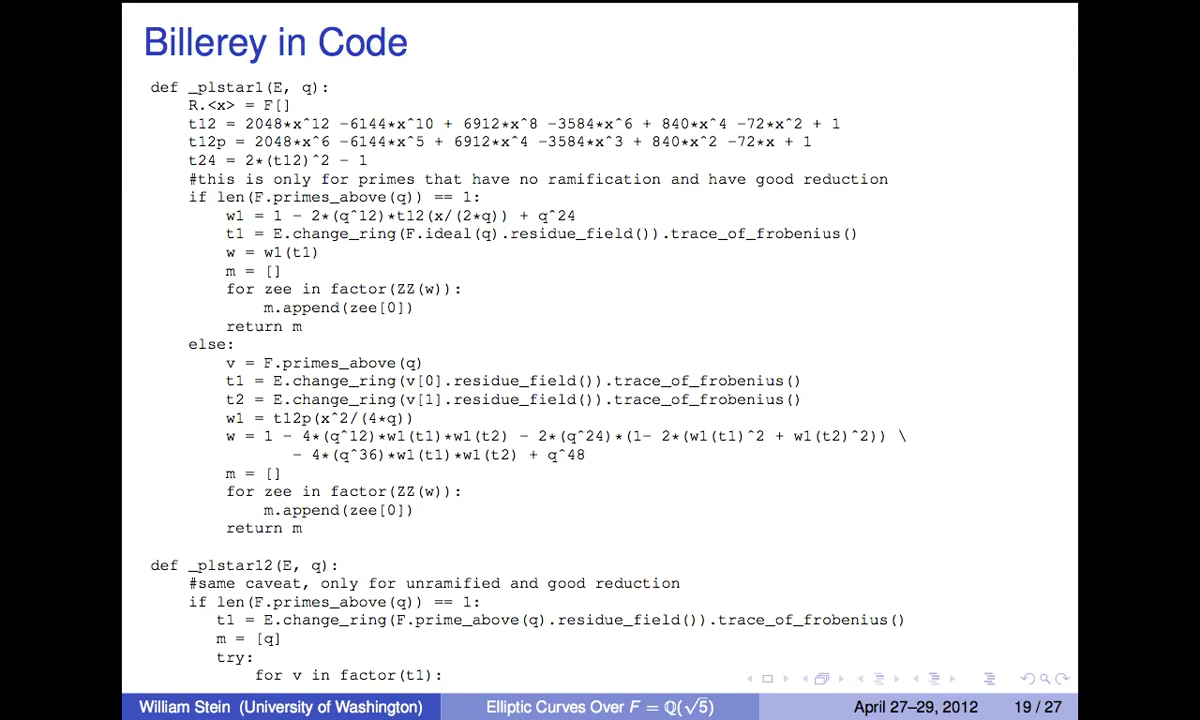 Billerey in Code
def _plstar1(E, q):
R.<x> = F[]
t12 = 2048*x^12 -6144*x^10 + 6912*x^8 -3584*x^6 + 840*x^4 -72*x^2 + 1
t12p = 2048*x^6 -6144*x^5 + 6912*x^4 -3584*x^3 + 840*x^2 -72*x + 1
t24 = 2*(t12)^2 - 1
#this is only for primes that have no ramification and have good reduction
if len(F.primes_above(q)) == 1:
w1 = 1 - 2*(q^12)*t12(x/(2*q)) + q^24
t1 = E.change_ring(F.ideal(q).residue_field()).trace_of_frobenius()
w = w1(t1)
m = []
for zee in factor(ZZ(w)):
m.append(zee[0])
return m
else:
v = F.primes_above(q)
t1 = E.change_ring(v[0].residue_field()).trace_of_frobenius()
t2 = E.change_ring(v[1].residue_field()).trace_of_frobenius()
w1 = t12p(x^2/(4*q))
w = 1 - 4*(q^12)*w1(t1)*w1(t2) - 2*(q^24)*(1- 2*(w1(t1)^2 + w1(t2)^2)) \
- 4*(q^36)*w1(t1)*w1(t2) + q^48
m = []
for zee in factor(ZZ(w)):
m.append(zee[0])
return m
def _plstar12(E, q):
#same caveat, only for unramified and good reduction
if len(F.primes_above(q)) == 1:
t1 = E.change_ring(F.prime_above(q).residue_field()).trace_of_frobenius()
m = [q]
try:
for v in factor(t1):
William Stein (University of Washington) Elliptic Curves Over F = ℚ(√5) April 27–29, 2012 19 / 27